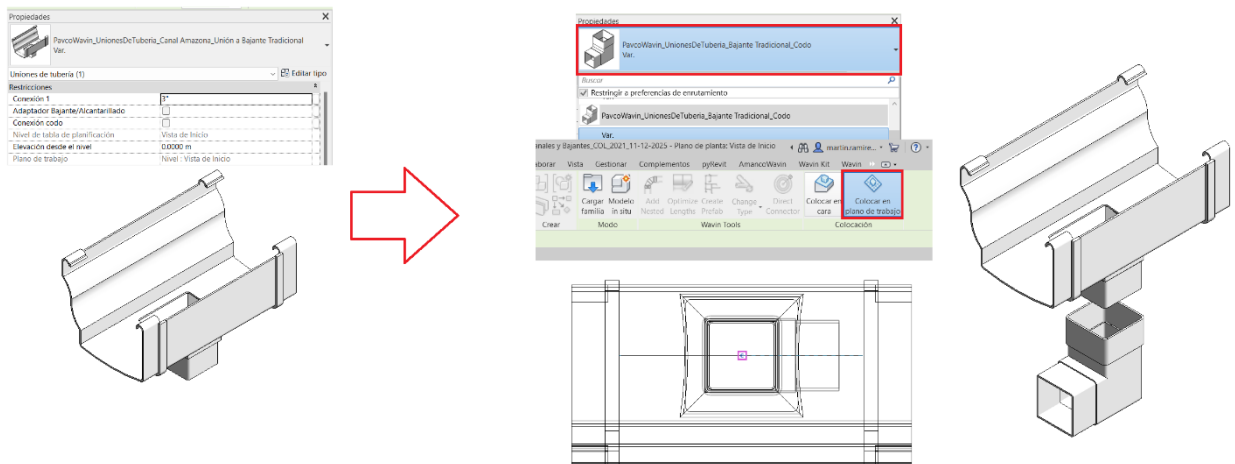 Propiedades X
PavcoWavin_UnionesDeTuberia_Canal Amazona_Unión a Bajante Tradicional
Var.
Uniones de tubería (1) Editar tipo
Restricciones
Conexión 1 3"
Adaptador Bajante/Alcantarillado
Conexión codo
Nivel de tabla de planificación Vista de Inicio
Elevación desde el nivel 0.0000 m
Plano de trabajo Nivel : Vista de Inicio
Propiedades X
PavcoWavin_UnionesDeTuberia_Bajante Tradicional_Codo
Var.
Buscar
Restringir a preferencias de enrutamiento
PavcoWavin_UnionesDeTuberia_Bajante Tradicional_Codo
Var.
anales y Bajantes_COL_2021_11-12-2025 - Plano de planta: Vista de Inicio martin.ramire...
aborar Vista Gestionar Complementos pyRevit AmancoWavin Wavin Kit Wavin
Cargar familia Modelo in situ Add Nested Optimize Lengths Create Prefab Change Type Direct Connector Colocar en cara Colocar en plano de trabajo
Crear Modo Wavin Tools Colocación